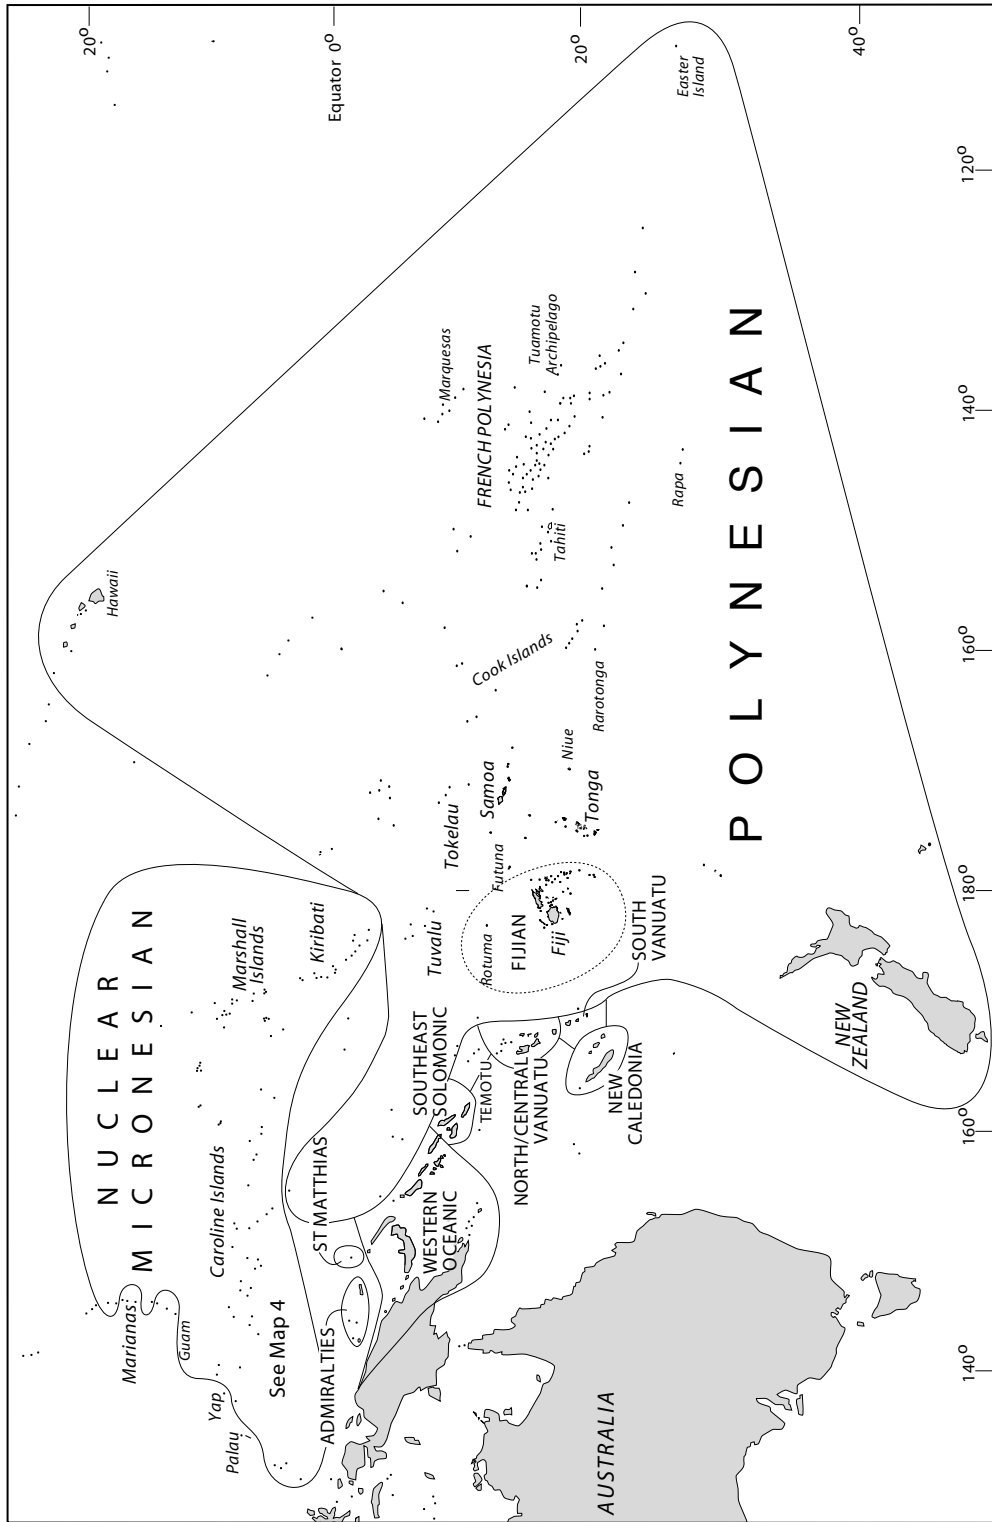 20°
Equator 0°
20°
40°
120°
140°
160°
180°
160°
140°
NUCLEAR
MICRONESIAN
POLYNESIAN
Hawaii
Easter
Island
Marquesas
FRENCH POLYNESIA
Tuamotu
Archipelago
Tahiti
Rapa
Cook Islands
Rarotonga
Niue
Samoa
Tonga
Tokelau
Futuna
Tuvalu
Rotuma
FIJIAN
Fiji
SOUTH
VANUATU
Marshall
Islands
Kiribati
Caroline Islands
Marianas
Guam
Yap
Palau
See Map 4
ST MATTHIAS
ADMIRALTIES
WESTERN
OCEANIC
SOUTHEAST
SOLOMONIC
TEMOTU
NORTH/CENTRAL
VANUATU
NEW
CALEDONIA
NEW
ZEALAND
AUSTRALIA